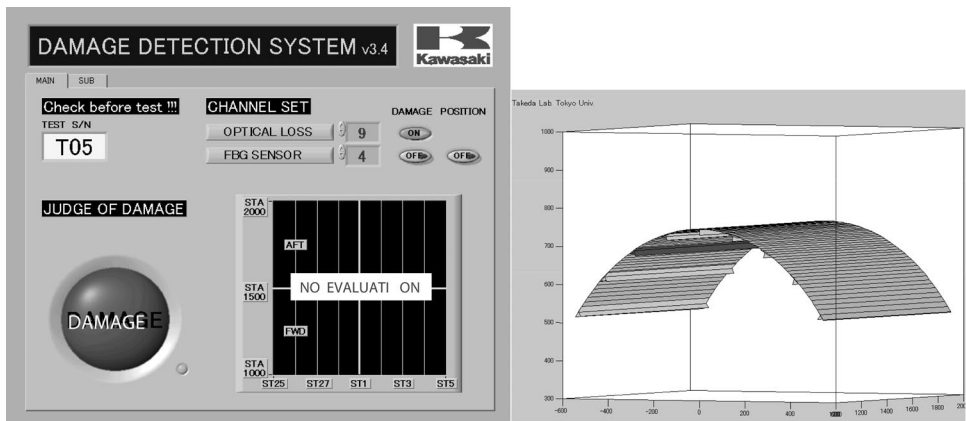 DAMAGE DETECTION SYSTEM v3.4
Kawasaki
MAIN SUB
Check before test !!!
TEST S/N
T05
CHANNEL SET
DAMAGE POSITION
OPTICAL LOSS 9 ON
FBG SENSOR 4 OFF OFF
JUDGE OF DAMAGE
DAMAGE
STA
2000
AFT
STA
1500
NO EVALUATI ON
FWD
STA
1000
ST25 ST27 ST1 ST3 ST5
Takeda Lab. Tokyo Univ.
1000
900
800
700
600
500
400
300
-600 -400 -200 0 200 400 600 1200 1400 1600 1800 2000